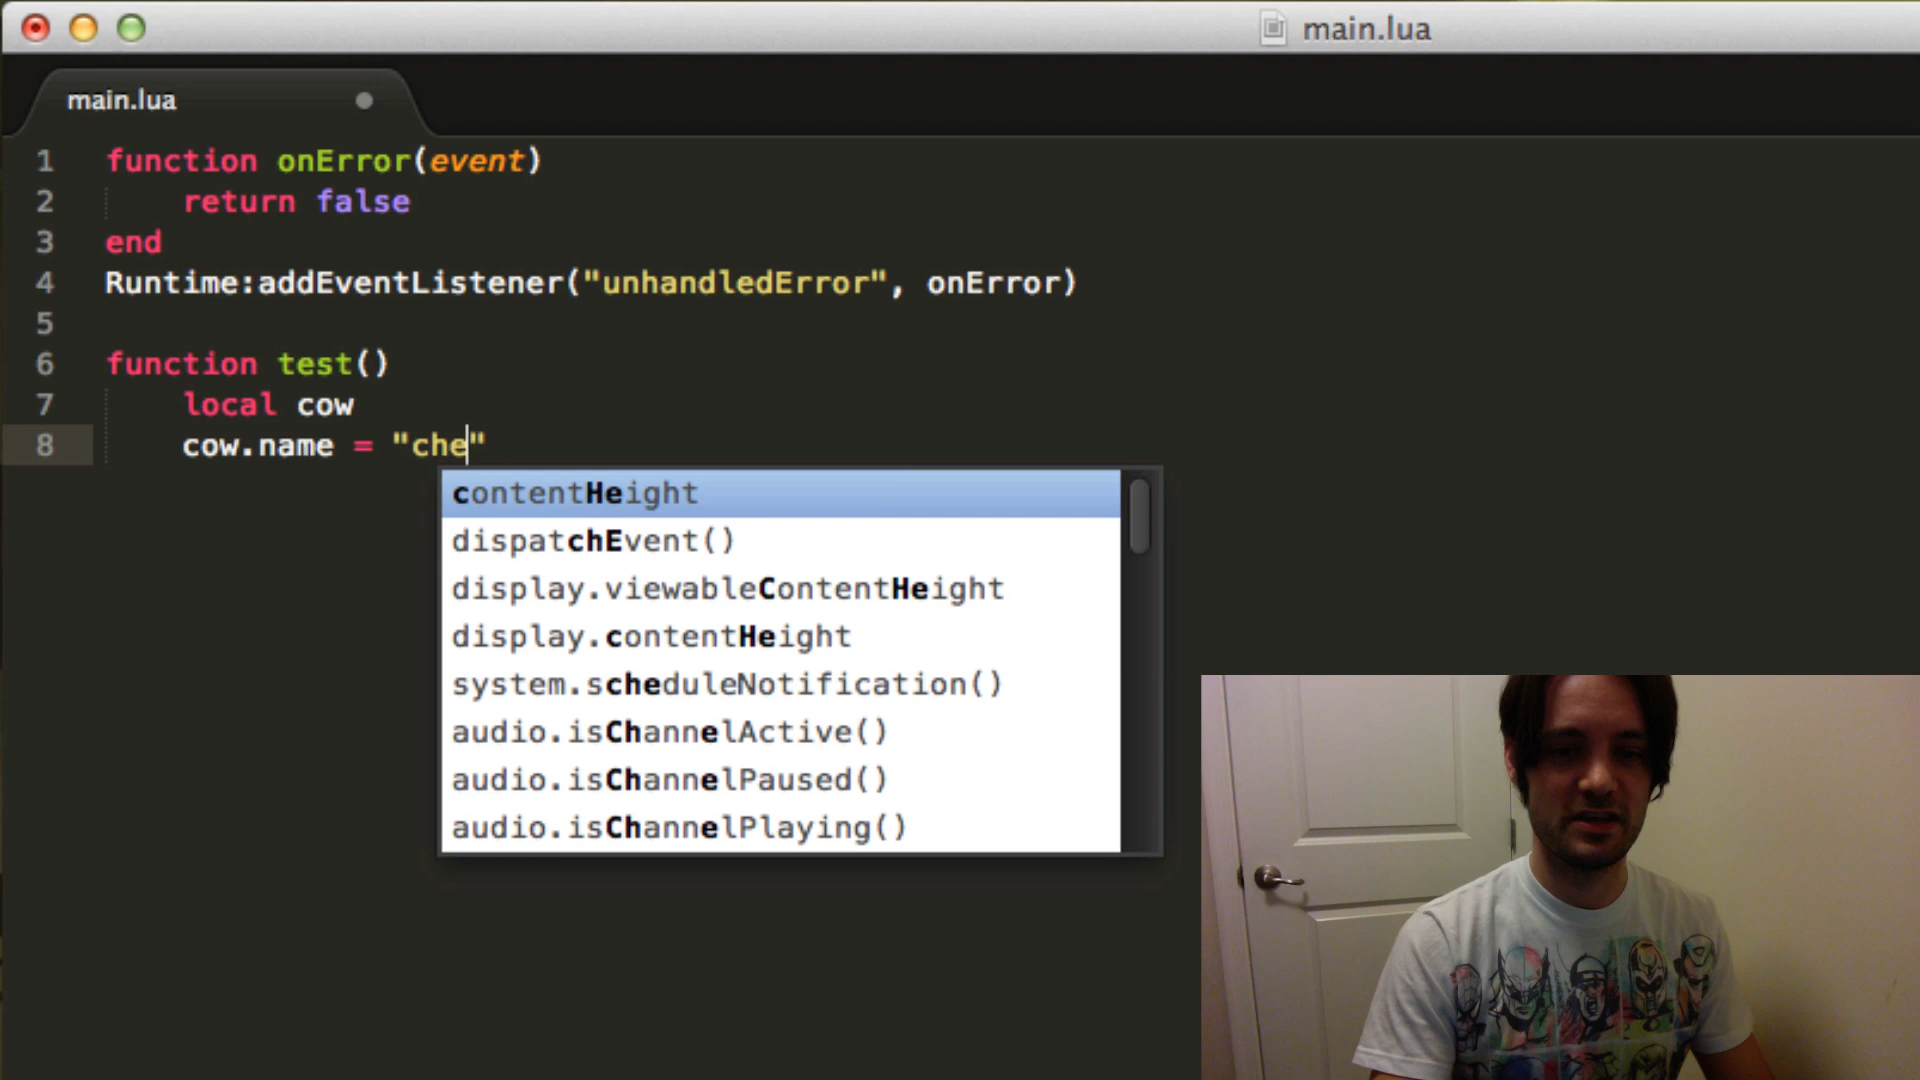 main.lua
main.lua
1 function onError(event)
2 return false
3 end
4 Runtime:addEventListener("unhandledError", onError)
5
6 function test()
7 local cow
8 cow.name = "che"
contentHeight
dispatchEvent()
display.viewableContentHeight
display.contentHeight
system.scheduleNotification()
audio.isChannelActive()
audio.isChannelPaused()
audio.isChannelPlaying()